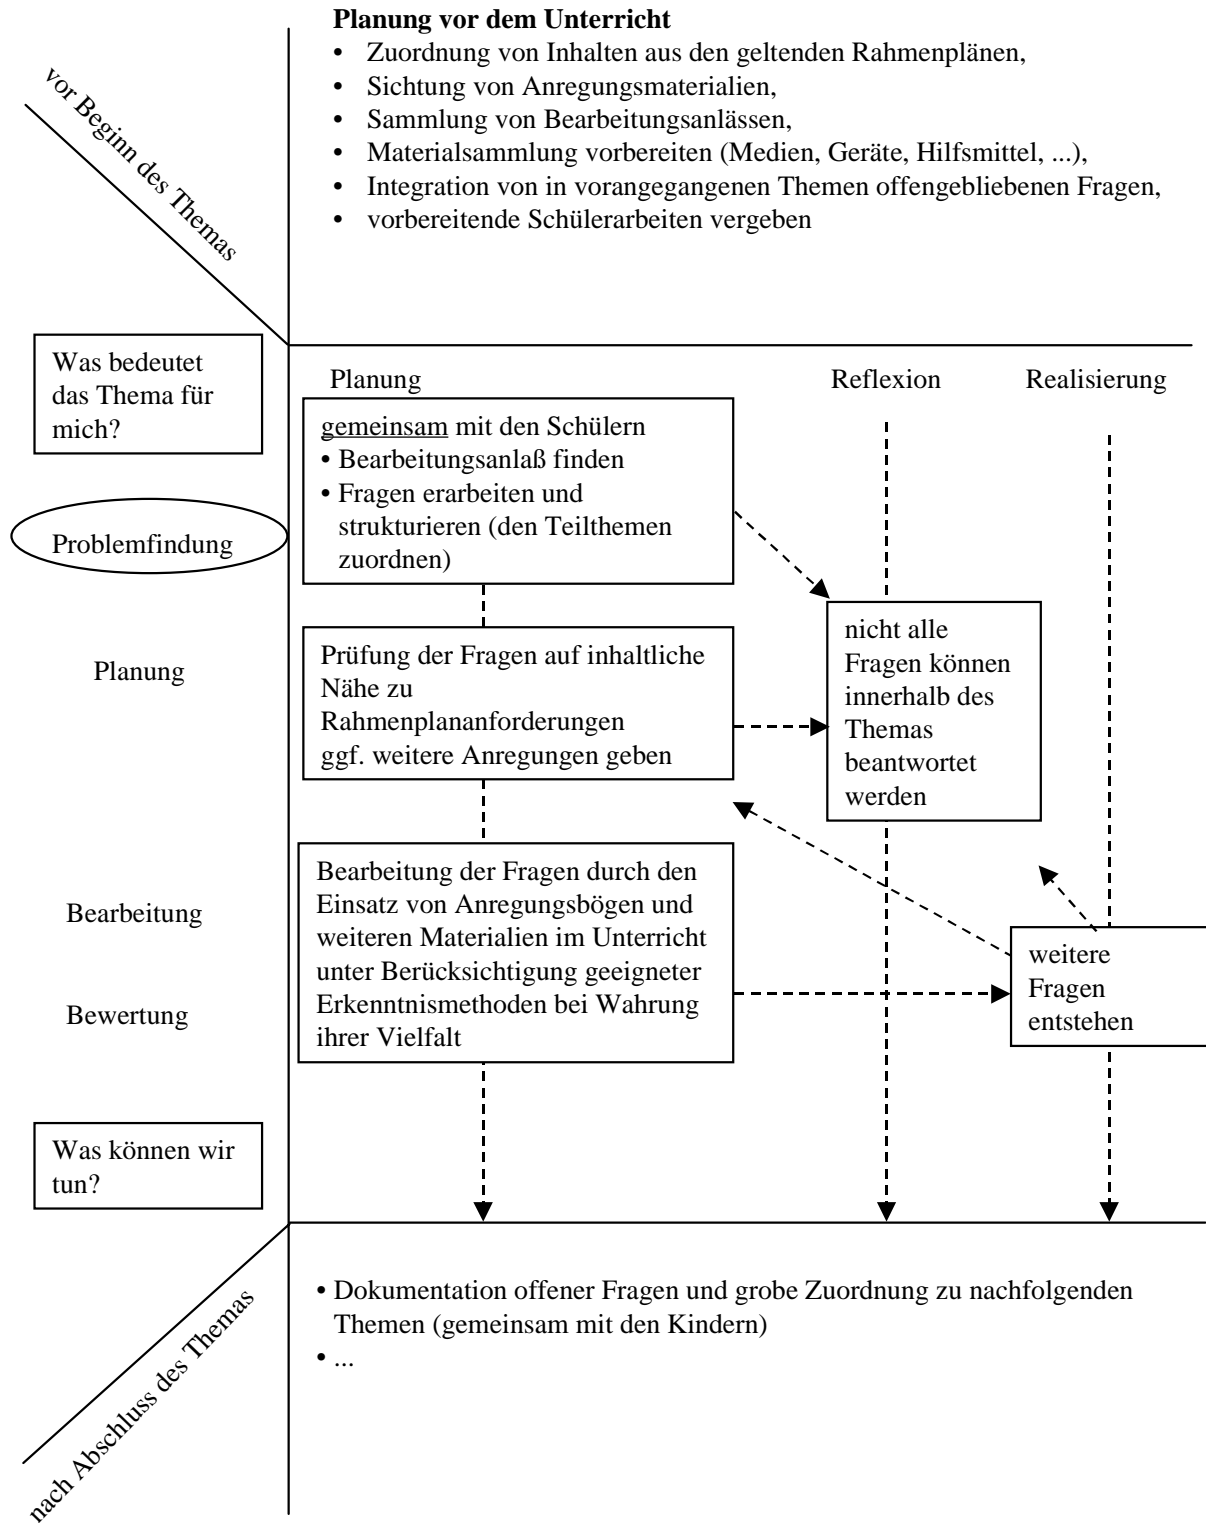 Planung vor dem Unterricht
• Zuordnung von Inhalten aus den geltenden Rahmenplänen,
• Sichtung von Anregungsmaterialien,
• Sammlung von Bearbeitungsanlässen,
• Materialsammlung vorbereiten (Medien, Geräte, Hilfsmittel, ...),
• Integration von in vorangegangenen Themen offengebliebenen Fragen,
• vorbereitende Schülerarbeiten vergeben
vor Beginn des Themas
Was bedeutet
das Thema für
mich?
Problemfindung
Planung
Bearbeitung
Bewertung
Was können wir
tun?
Planung
Reflexion
Realisierung
gemeinsam mit den Schülern
• Bearbeitungsanlaß finden
• Fragen erarbeiten und
strukturieren (den Teilthemen
zuordnen)
Prüfung der Fragen auf inhaltliche
Nähe zu
Rahmenplananforderungen
ggf. weitere Anregungen geben
nicht alle
Fragen können
innerhalb des
Themas
beantwortet
werden
Bearbeitung der Fragen durch den
Einsatz von Anregungsbögen und
weiteren Materialien im Unterricht
unter Berücksichtigung geeigneter
Erkenntnismethoden bei Wahrung
ihrer Vielfalt
weitere
Fragen
entstehen
nach Abschluss des Themas
• Dokumentation offener Fragen und grobe Zuordnung zu nachfolgenden
Themen (gemeinsam mit den Kindern)
• ...